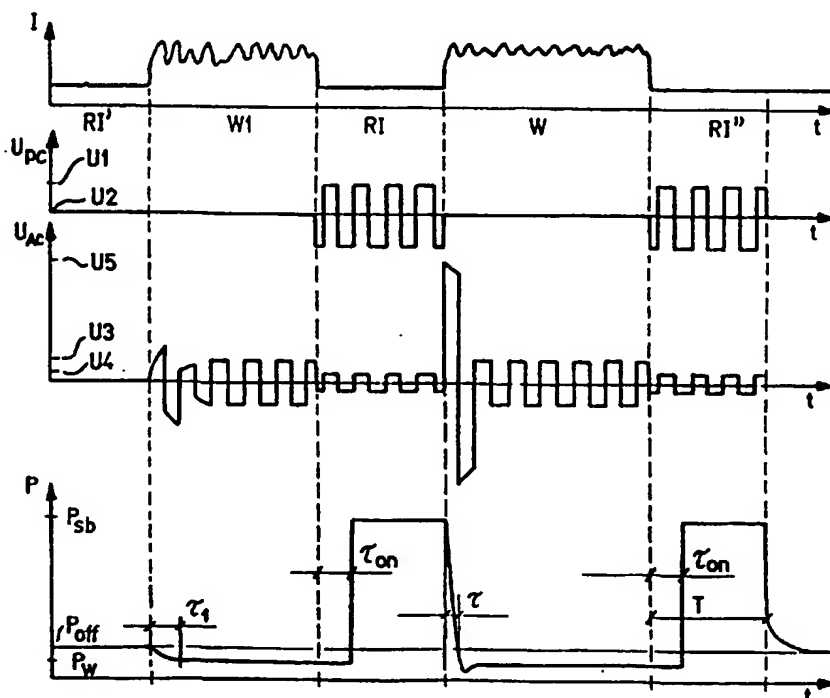 I
RI' W1 RI W RI" t
U_PC
U1
U2
t
U_AC
U5
U3
U4
t
P
P_sb
τ_on τ_on
τ_1 τ T
P_off
P_W
t